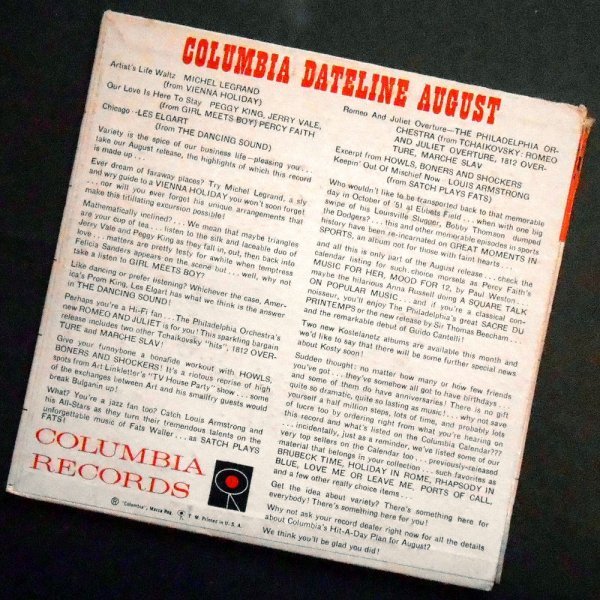 COLUMBIA DATELINE AUGUST
Artist's Life Waltz MICHEL LEGRAND
(from VIENNA HOLIDAY)
Our Love Is Here To Stay PEGGY KING, JERRY VALE,
(from GIRL MEETS BOY) PERCY FAITH
Chicago - LES ELGART
(from THE DANCING SOUND)
Variety is the spice of our business life - pleasing you . .
take our August release, the highlights of which this record
is made up . . .
Ever dream of faraway places? Try Michel Legrand, a sly
and wry guide to a VIENNA HOLIDAY you won't soon forget
. . . nor will you ever forget his unique arrangements that
make this titillating excursion possible!
Mathematically inclined? . . . We mean that maybe triangles
are your cup of tea . . . listen to the silk and laceable duo of
Jerry Vale and Peggy King as they fall in, out, then back into
love . . . matters are pretty testy for awhile when temptress
Felicia Sanders appears on the scene but . . . well, why not
take a listen to GIRL MEETS BOY?
Like dancing or prefer listening? Whichever the case, Amer-
ica's Prom King, Les Elgart has what we think is the answer
in THE DANCING SOUND!
Perhaps you're a Hi-Fi fan . . . The Philadelphia Orchestra's
new ROMEO AND JULIET is for you! This sparkling bargain
release includes two other Tchaikovsky "hits", 1812 OVER-
TURE and MARCHE SLAV!
Give your funnybone a bonafide workout with HOWLS,
BONERS AND SHOCKERS! It's a riotous reprise of high
spots from Art Linkletter's "TV House Party" show . . . some
of the exchanges between Art and his smallfry guests would
break Bulganin up!
What? You're a jazz fan too? Catch Louis Armstrong and
his All-Stars as they turn their tremendous talents on the
unforgettable music of Fats Waller . . . as SATCH PLAYS
FATS!
COLUMBIA
RECORDS
® "Columbia", Marca Reg. T. M. Printed in U. S. A.
Romeo And Juliet Overture—THE PHILADELPHIA OR-
CHESTRA (from TCHAIKOVSKY: ROMEO
AND JULIET OVERTURE, 1812 OVER-
TURE, MARCHE SLAV
Excerpt from HOWLS, BONERS AND SHOCKERS
Keepin' Out Of Mischief Now LOUIS ARMSTRONG
(from SATCH PLAYS FATS)
Who wouldn't like to be transported back to that memorable
day in October of '51 at Ebbets Field . . . when with one big
swipe of his Louisville Slugger, Bobby Thomson dumped
the Dodgers? . . . this and other memorable episodes in sports
history have been re-incarnated on GREAT MOMENTS IN
SPORTS, an album not for those with faint hearts . . .
and all this is only part of the August release . . . check the
calendar listing for such choice morsels as Percy Faith's
MUSIC FOR HER, MOOD FOR 12, by Paul Weston . . .
maybe the hilarious Anna Russell doing A SQUARE TALK
ON POPULAR MUSIC . . . and if you're a classical con-
noisseur, you'll enjoy The Philadelphia's great SACRE DU
PRINTEMPS or the new release by Sir Thomas Beecham . . .
and the remarkable debut of Guido Cantelli!
Two new Kostelanetz albums are available this month and
we'd like to say that there will be some further special news
about Kosty soon!
Sudden thought: no matter how many or how few friends
you've got . . . they've somehow all got to have birthdays
and some of them do have anniversaries! There is no gift
quite so dramatic, quite so lasting as music! . . . why not save
yourself a half million steps, lots of time, and probably lots
of lucre too by ordering right from what you're hearing on
this record and what's listed on the Columbia Calendar???
. . . incidentally, just as a reminder, we've listed some of our
very top sellers on the Calendar too . . . previously-released
material that belongs in your collection . . . such favorites as
BRUBECK TIME, HOLIDAY IN ROME, RHAPSODY IN
BLUE, LOVE ME OR LEAVE ME, PORTS OF CALL,
and a few other really choice items . . .
Get the idea about variety? There's something here for
everybody! There's something here for you!
Why not ask your record dealer right now for all the details
about Columbia's Hit-A-Day Plan for August?
We think you'll be glad you did!